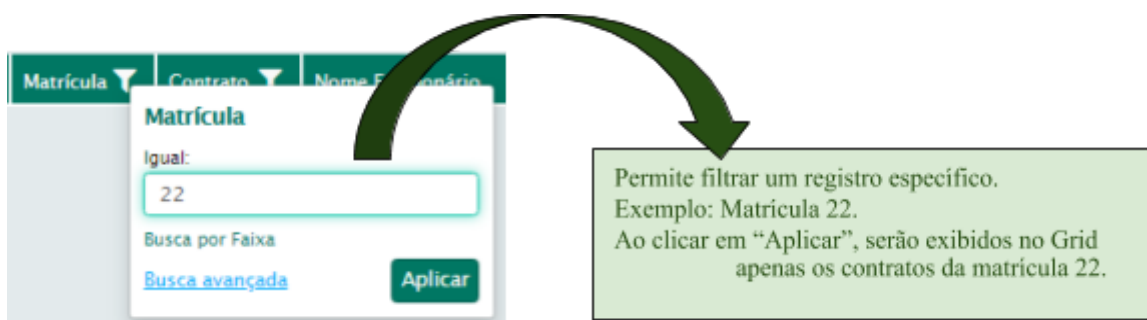 Matrícula
Contrato
Nome
Matrícula
Igual:
22
Busca por Faixa
Busca avançada
Aplicar
Permite filtrar um registro específico.
Exemplo: Matrícula 22.
Ao clicar em “Aplicar”, serão exibidos no Grid
apenas os contratos da matrícula 22.